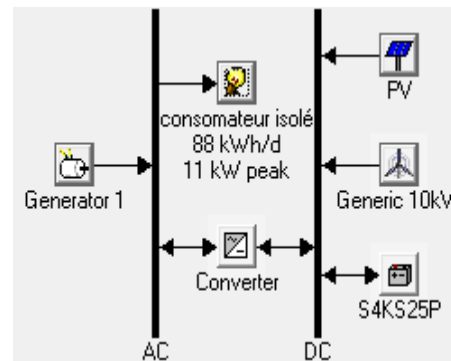 PV
consomateur isolé
88 kWh/d
11 kW peak
Generator 1
Generic 10kV
Converter
S4KS25P
AC
DC